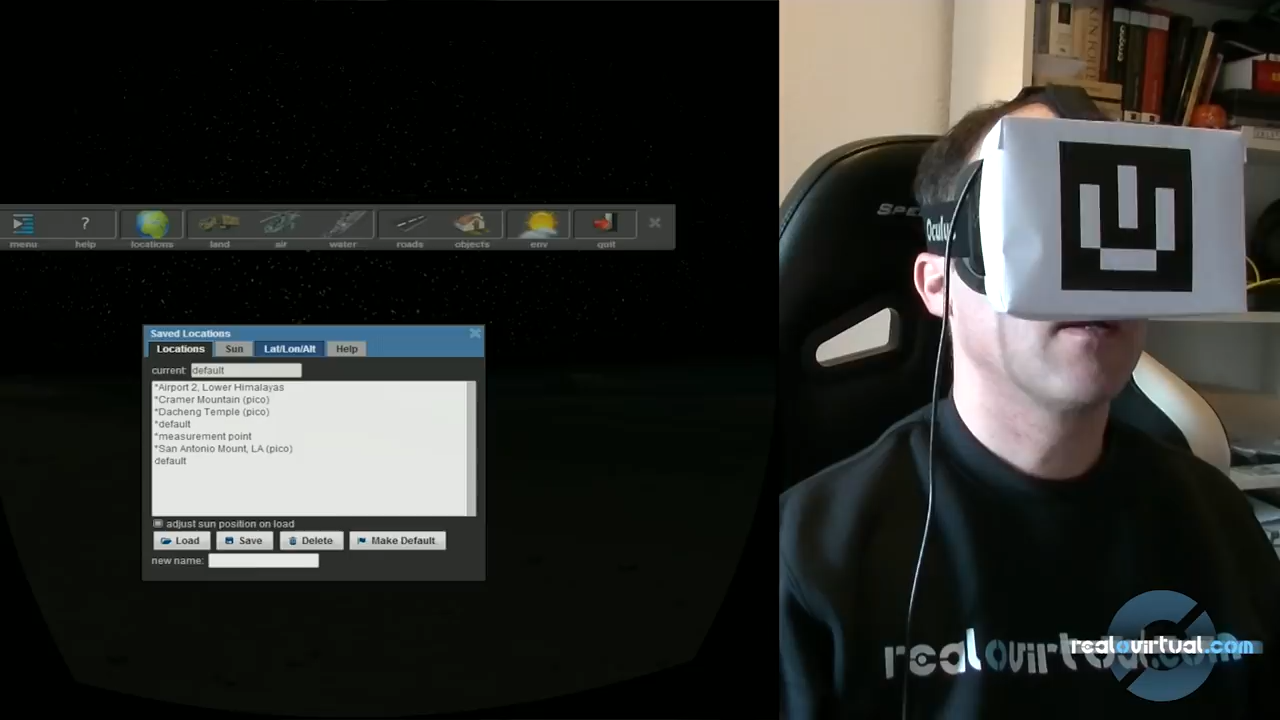 menu
help
locations
land
air
water
roads
objects
env
quit
Saved Locations
Locations
Sun
Lat/Lon/Alt
Help
current: default
*Airport 2, Lower Himalayas
*Cramer Mountain (pico)
*Dacheng Temple (pico)
*default
*measurement point
*San Antonio Mount, LA (pico)
default
adjust sun position on load
Load
Save
Delete
Make Default
new name:
Oculu
realovirtual.com
realovirtual.com